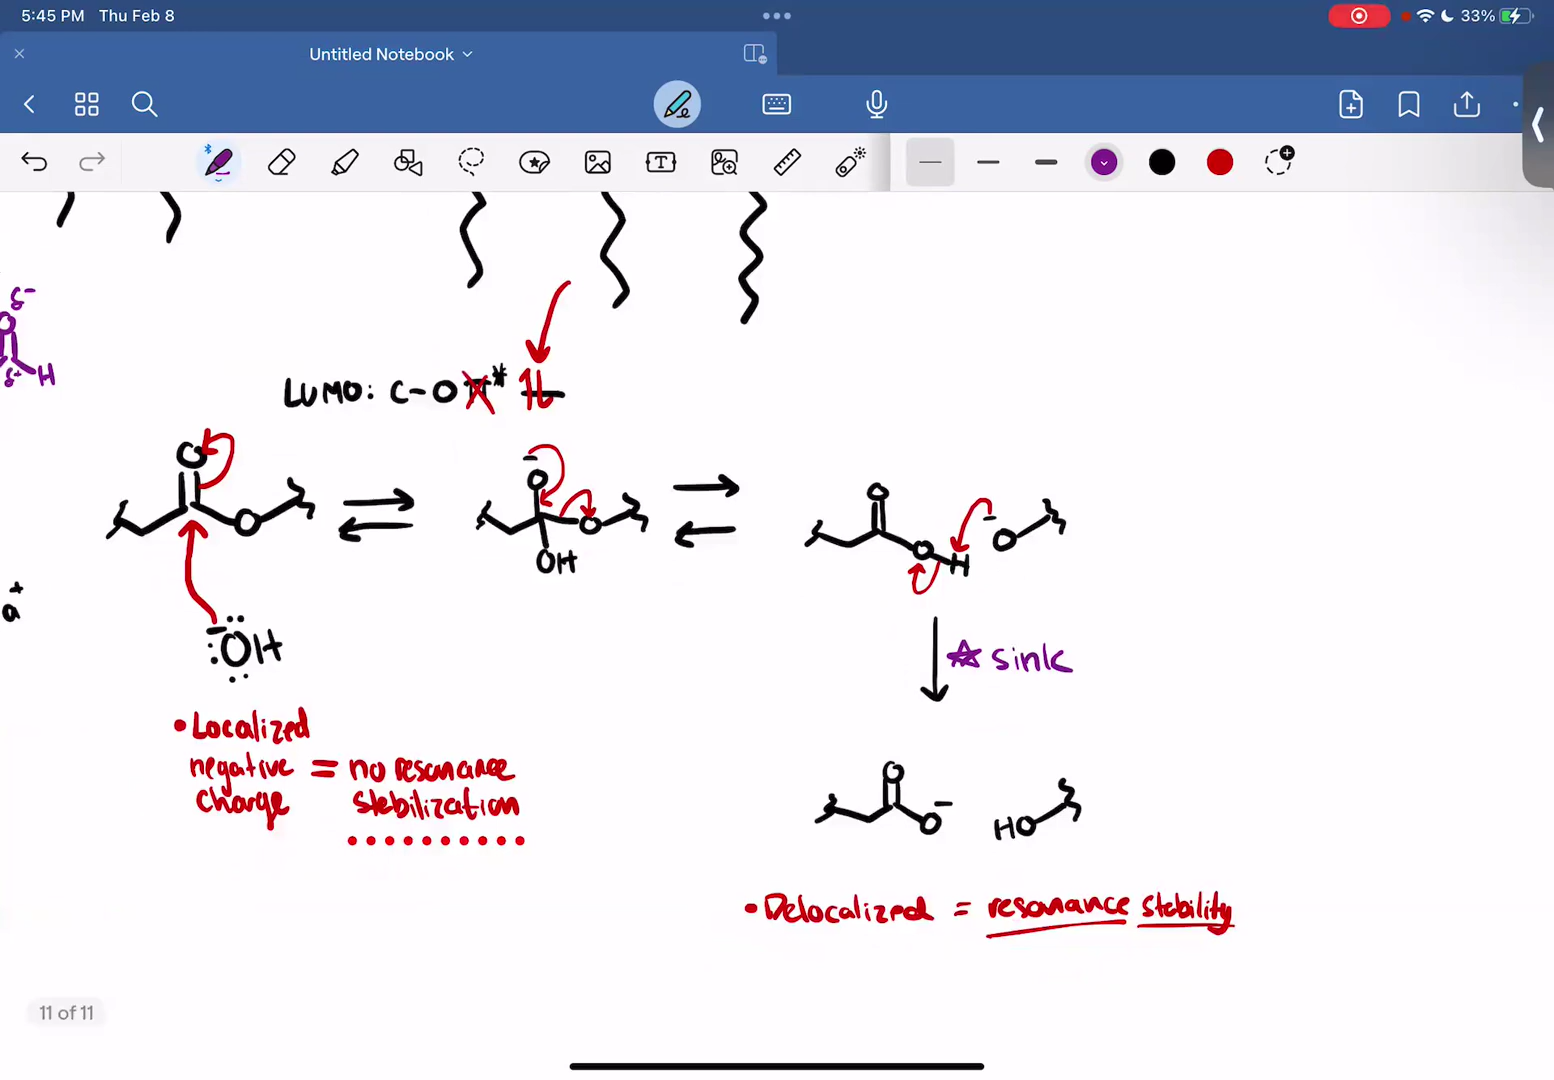 5:45 PM Thu Feb 8
33%
Untitled Notebook
δ-
O
δ+ H
LUMO: C-O π*
O
O
-
O
O
OH
O
O
H
-
O
a+
-
:OH
☆ sink
• Localized
negative = no resonance
charge stabilization
O
O-
HO
• Delocalized = resonance stability
11 of 11